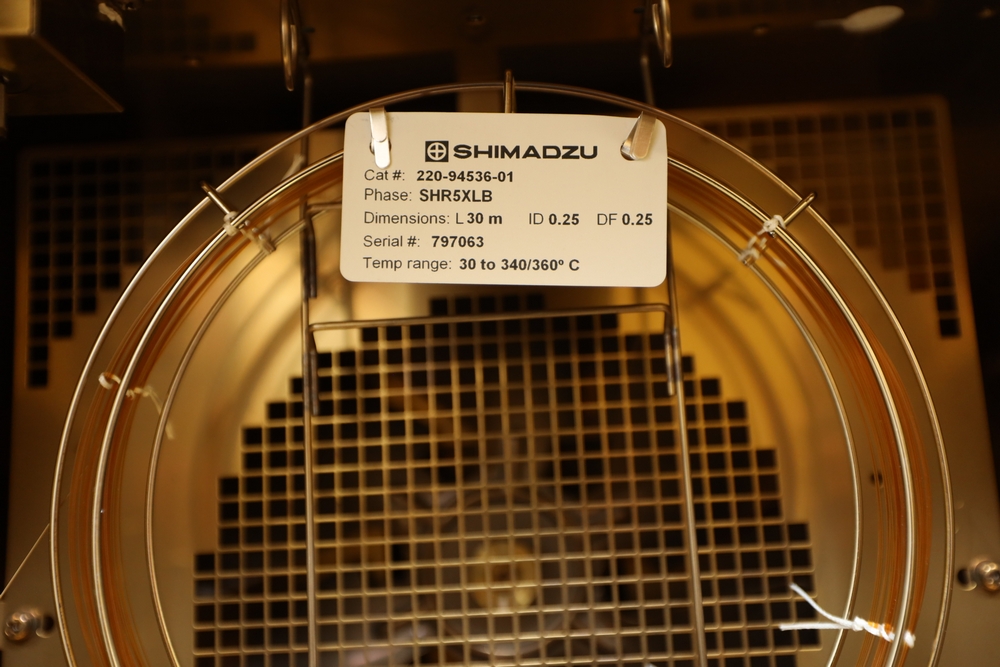 SHIMADZU
Cat #: 220-94536-01
Phase: SHR5XLB
Dimensions: L 30 m ID 0.25 DF 0.25
Serial #: 797063
Temp range: 30 to 340/360º C